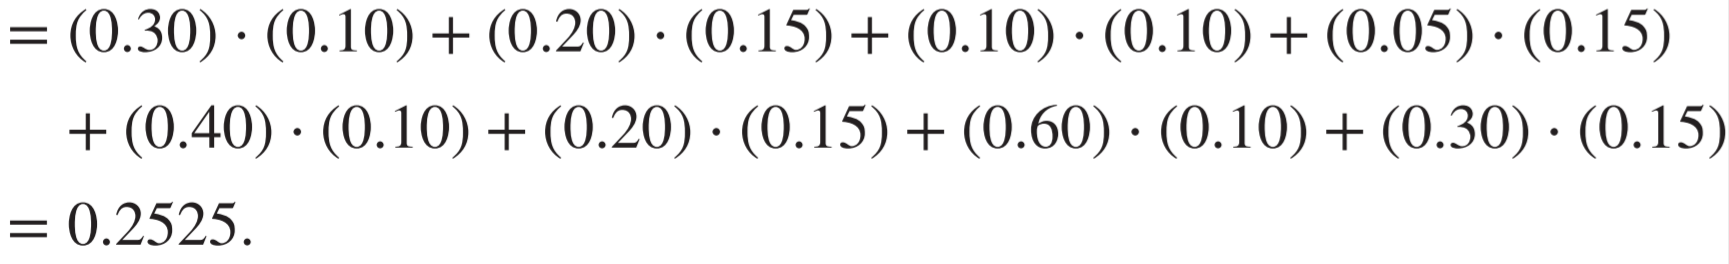 = (0.30) · (0.10) + (0.20) · (0.15) + (0.10) · (0.10) + (0.05) · (0.15)
+ (0.40) · (0.10) + (0.20) · (0.15) + (0.60) · (0.10) + (0.30) · (0.15)
= 0.2525.